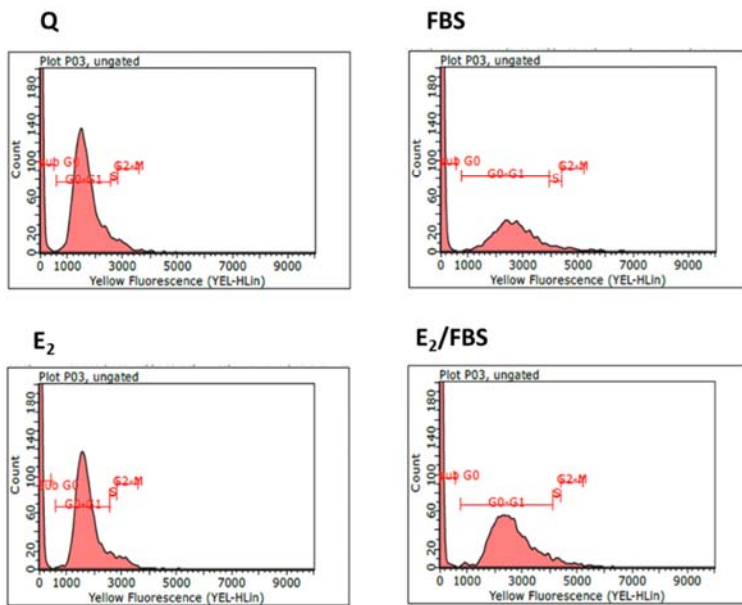 Q
Plot P03, ungated
Count
180
140
100
60
20
0
ub G0
G0-G1
S
G2-M
0 1000 3000 5000 7000 9000
Yellow Fluorescence (YEL-HLin)
FBS
Plot P03, ungated
Count
180
140
100
60
20
0
Sub G0
G0-G1
S
G2-M
0 1000 3000 5000 7000 9000
Yellow Fluorescence (YEL-HLin)
E₂
Plot P03, ungated
Count
180
140
100
60
20
0
ub G0
G0-G1
S
G2-M
0 1000 3000 5000 7000 9000
Yellow Fluorescence (YEL-HLin)
E₂/FBS
Plot P03, ungated
Count
180
140
100
60
20
0
Sub G0
G0-G1
S
G2-M
0 1000 3000 5000 7000 9000
Yellow Fluorescence (YEL-HLin)